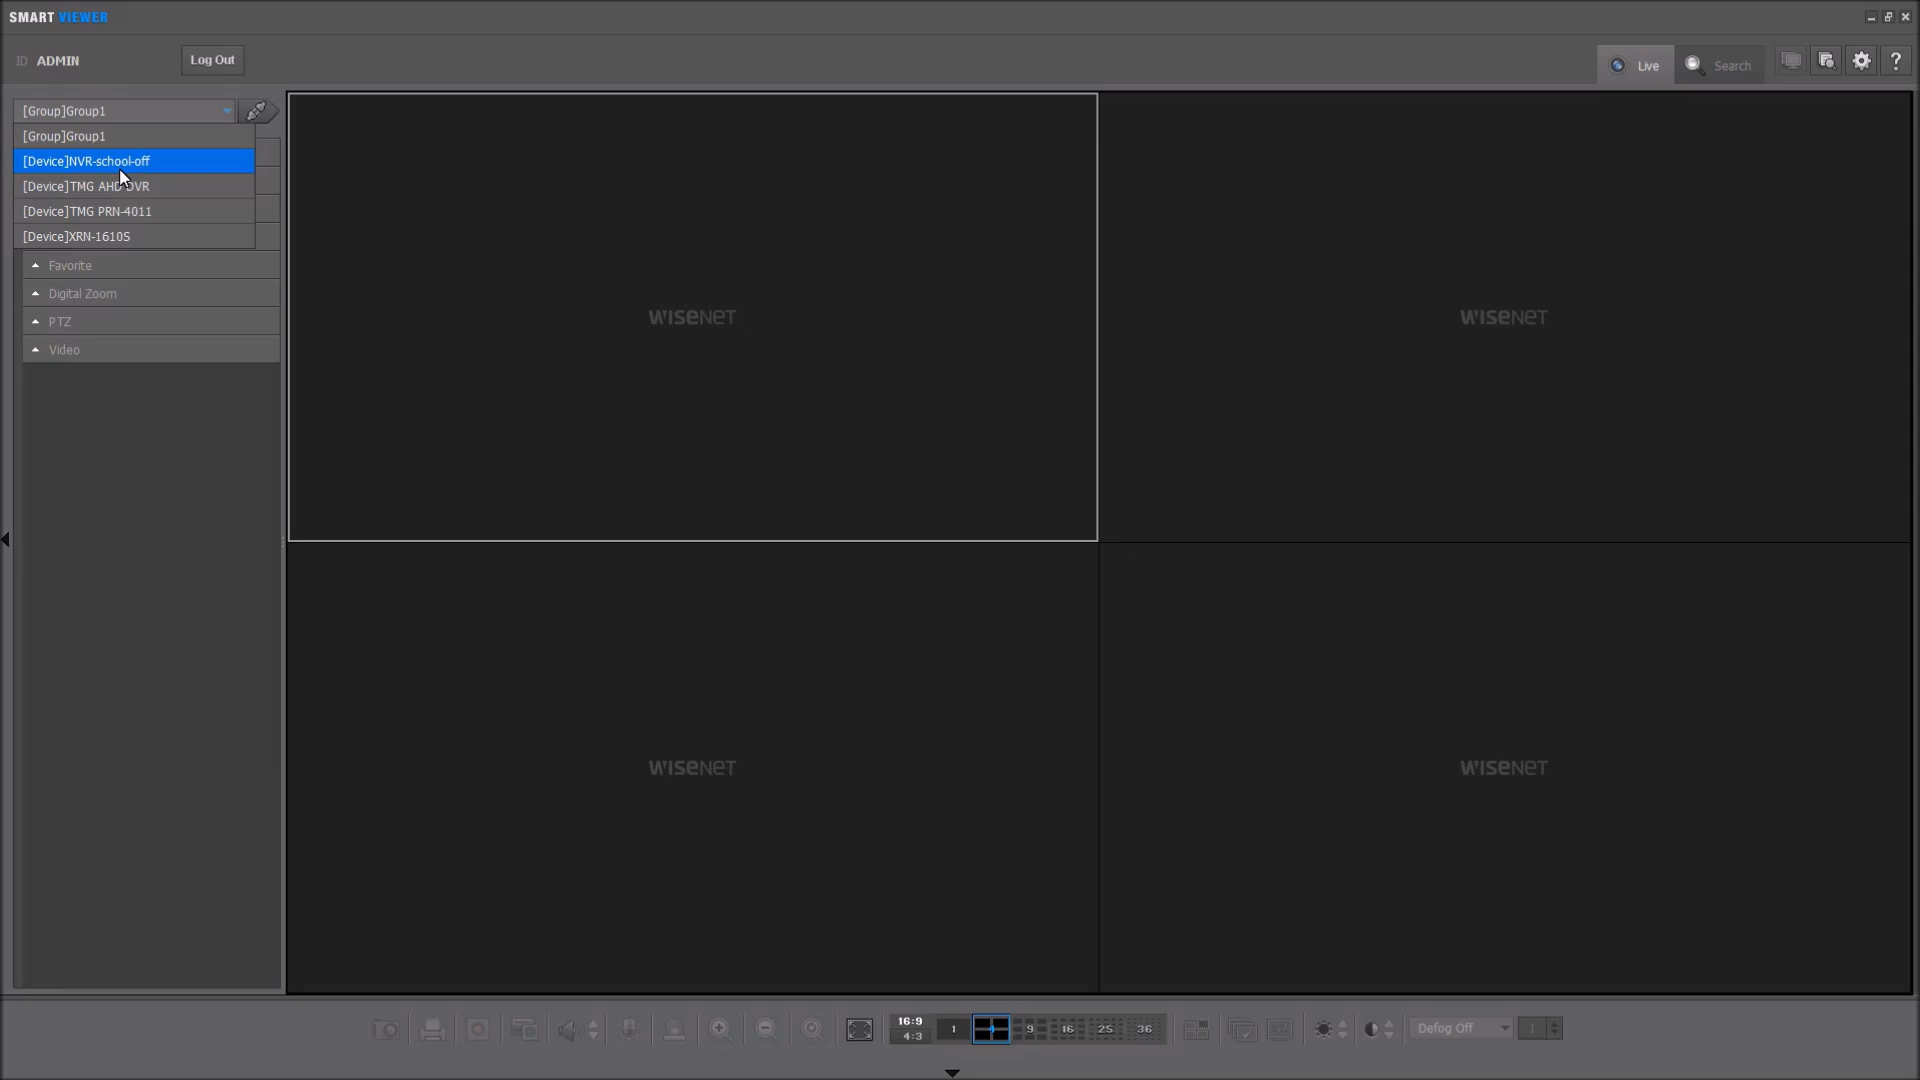 SMART VIEWER
ID ADMIN
Log Out
Live
Search
?
[Group]Group1
[Group]Group1
[Device]NVR-school-off
[Device]TMG AHD DVR
[Device]TMG PRN-4011
[Device]XRN-1610S
Favorite
Digital Zoom
PTZ
Video
WISENET
WISENET
WISENET
WISENET
16:9
4:3
1
4
9
16
25
36
Defog Off
1